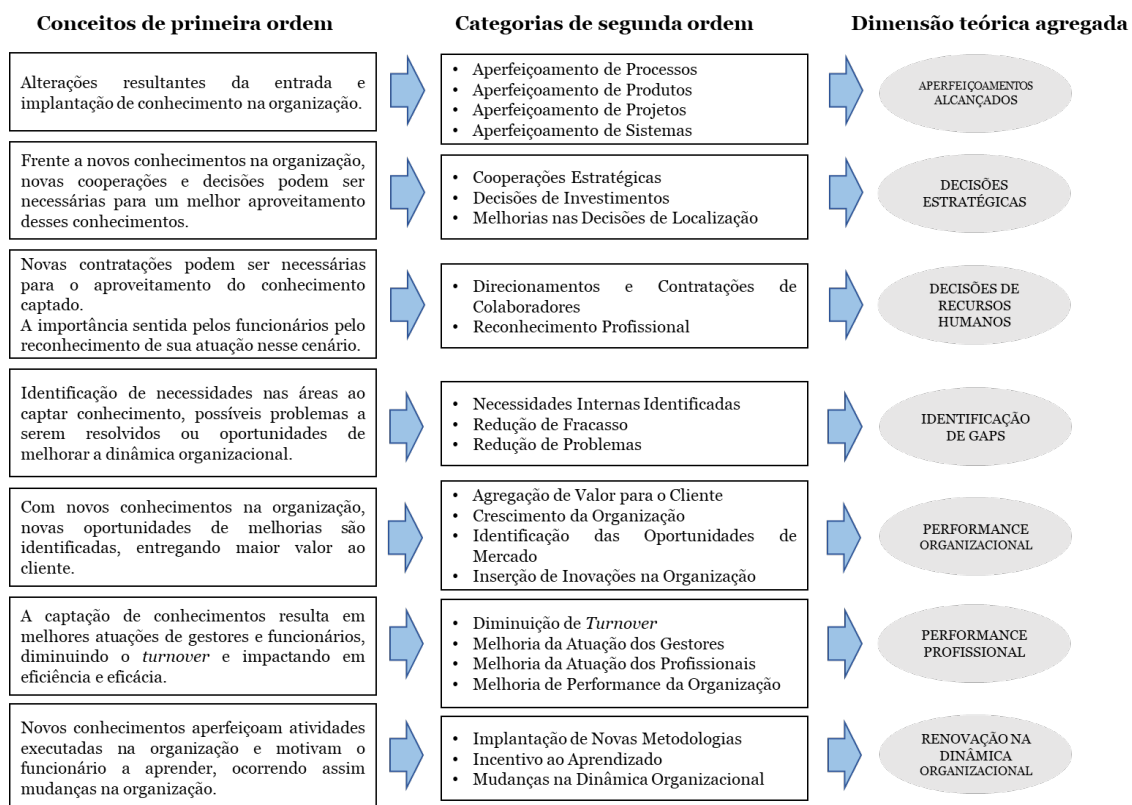 Conceitos de primeira ordem
Categorias de segunda ordem
Dimensão teórica agregada
Alterações resultantes da entrada e
implantação de conhecimento na organização.
• Aperfeiçoamento de Processos
• Aperfeiçoamento de Produtos
• Aperfeiçoamento de Projetos
• Aperfeiçoamento de Sistemas
APERFEIÇOAMENTOS
ALCANÇADOS
Frente a novos conhecimentos na organização,
novas cooperações e decisões podem ser
necessárias para um melhor aproveitamento
desses conhecimentos.
• Cooperações Estratégicas
• Decisões de Investimentos
• Melhorias nas Decisões de Localização
DECISÕES
ESTRATÉGICAS
Novas contratações podem ser necessárias
para o aproveitamento do conhecimento
captado.
A importância sentida pelos funcionários pelo
reconhecimento de sua atuação nesse cenário.
• Direcionamentos e Contratações de
Colaboradores
• Reconhecimento Profissional
DECISÕES DE
RECURSOS
HUMANOS
Identificação de necessidades nas áreas ao
captar conhecimento, possíveis problemas a
serem resolvidos ou oportunidades de
melhorar a dinâmica organizacional.
• Necessidades Internas Identificadas
• Redução de Fracasso
• Redução de Problemas
IDENTIFICAÇÃO
DE GAPS
Com novos conhecimentos na organização,
novas oportunidades de melhorias são
identificadas, entregando maior valor ao
cliente.
• Agregação de Valor para o Cliente
• Crescimento da Organização
• Identificação das Oportunidades de
Mercado
• Inserção de Inovações na Organização
PERFORMANCE
ORGANIZACIONAL
A captação de conhecimentos resulta em
melhores atuações de gestores e funcionários,
diminuindo o turnover e impactando em
eficiência e eficácia.
• Diminuição de Turnover
• Melhoria da Atuação dos Gestores
• Melhoria da Atuação dos Profissionais
• Melhoria de Performance da Organização
PERFORMANCE
PROFISSIONAL
Novos conhecimentos aperfeiçoam atividades
executadas na organização e motivam o
funcionário a aprender, ocorrendo assim
mudanças na organização.
• Implantação de Novas Metodologias
• Incentivo ao Aprendizado
• Mudanças na Dinâmica Organizacional
RENOVAÇÃO NA
DINÂMICA
ORGANIZACIONAL